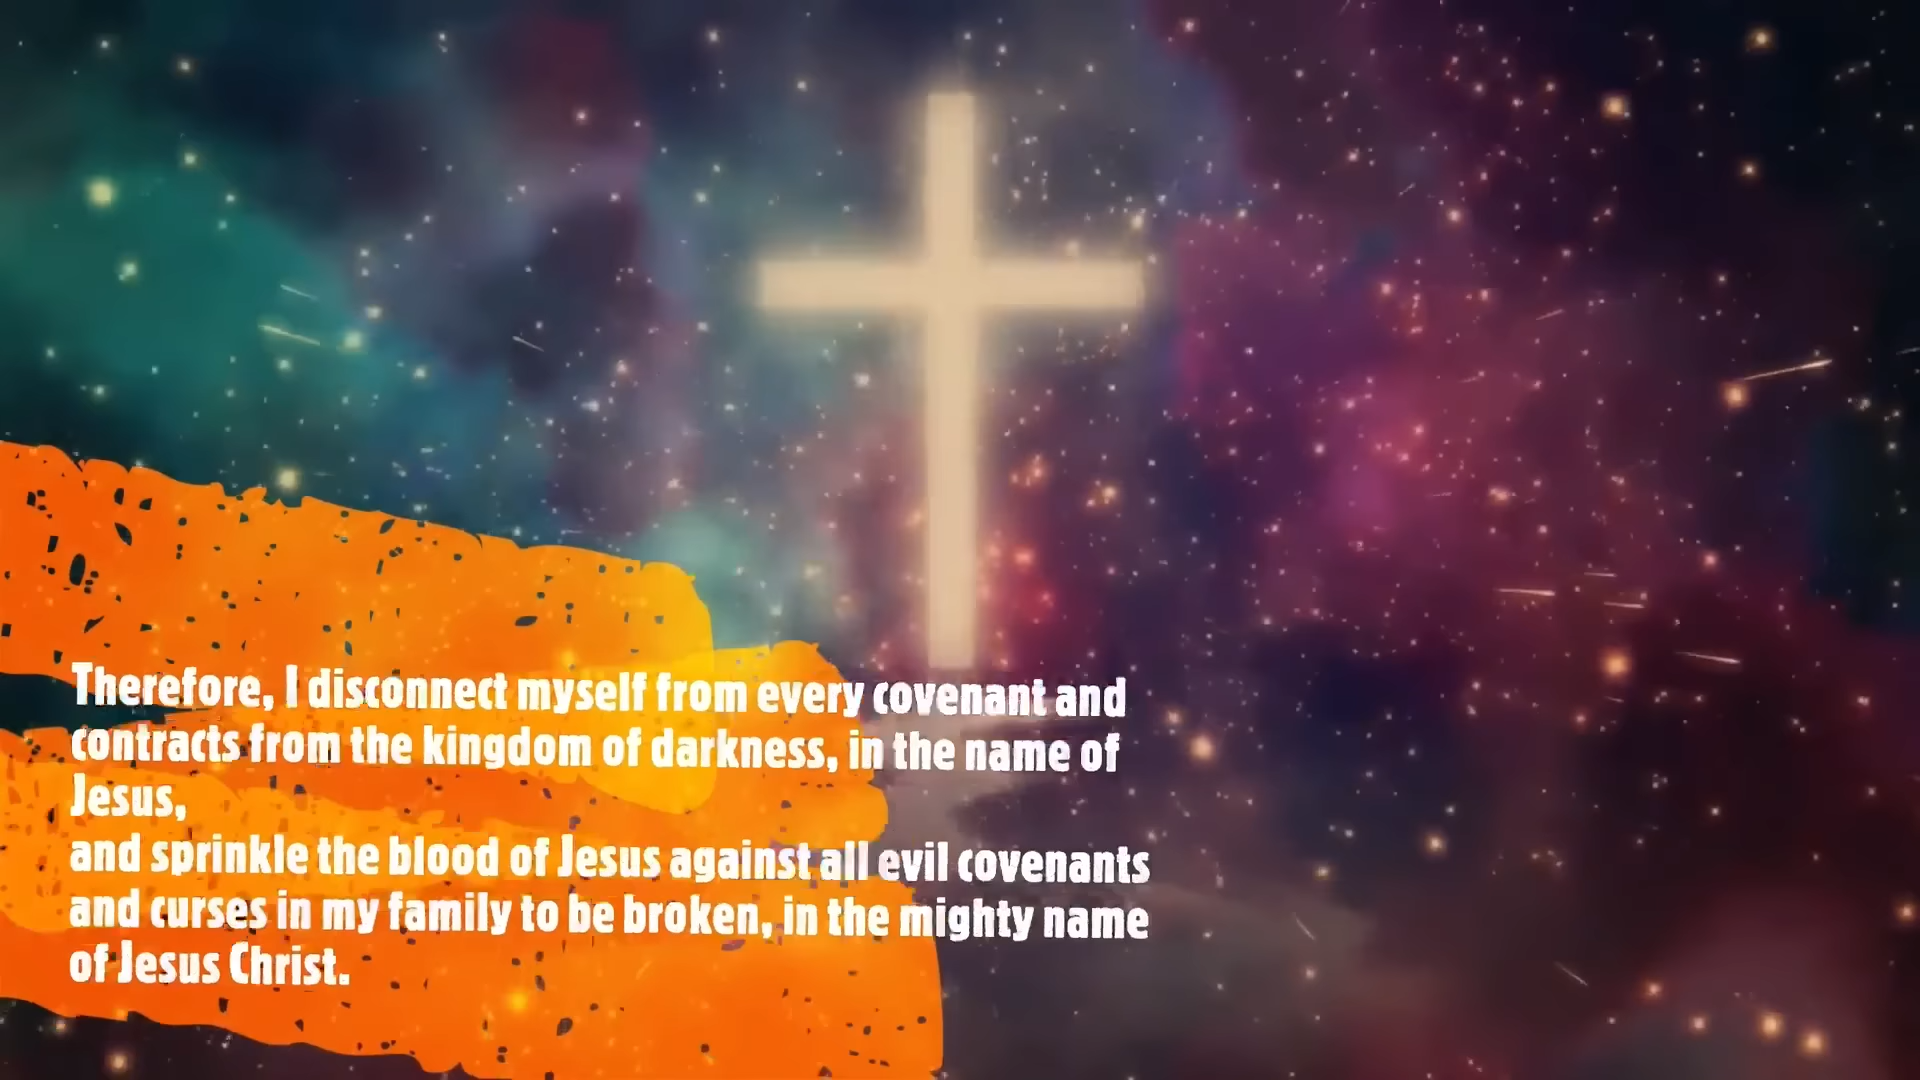 Therefore, I disconnect myself from every covenant and
contracts from the kingdom of darkness, in the name of
Jesus,
and sprinkle the blood of Jesus against all evil covenants
and curses in my family to be broken, in the mighty name
of Jesus Christ.